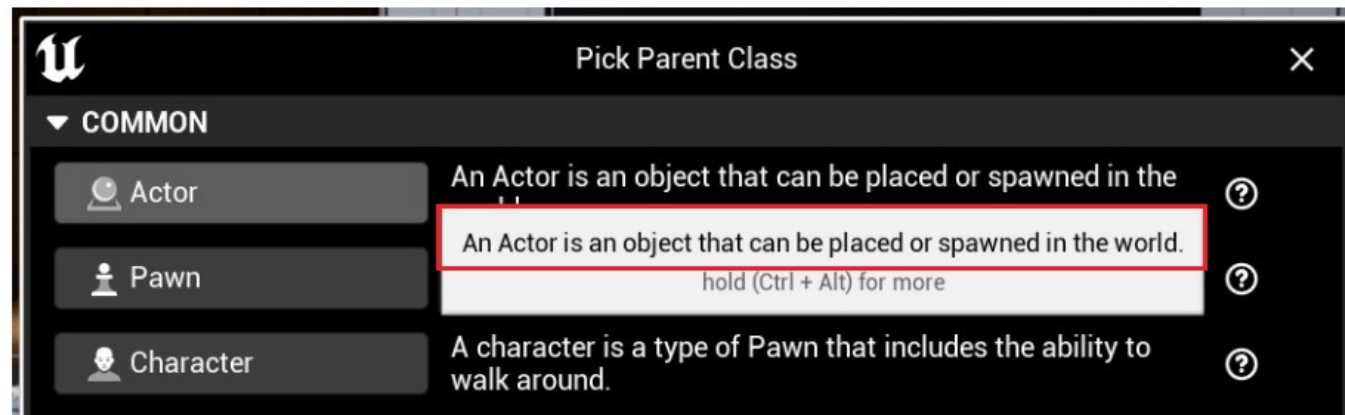 Pick Parent Class
COMMON
Actor
An Actor is an object that can be placed or spawned in the
An Actor is an object that can be placed or spawned in the world.
hold (Ctrl + Alt) for more
Pawn
Character
A character is a type of Pawn that includes the ability to
walk around.